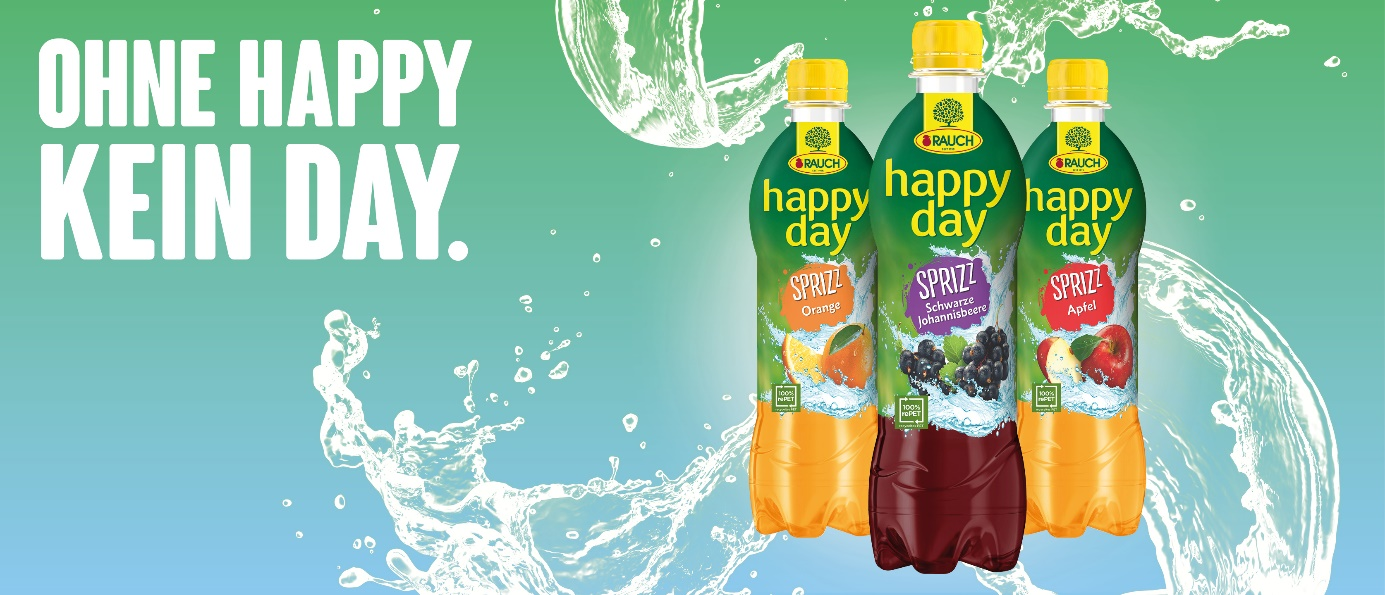 OHNE HAPPY
KEIN DAY.
RAUCH
happy
day
SPRIZZ
Orange
100%
rePET
RAUCH
happy
day
SPRIZZ
Schwarze
Johannisbeere
100%
rePET
RAUCH
happy
day
SPRIZZ
Apfel
100%
rePET